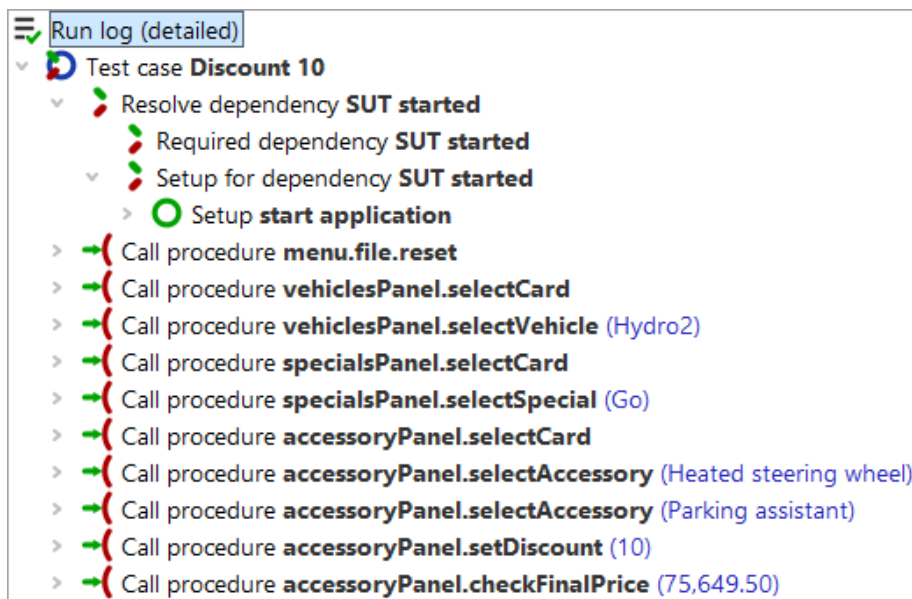 Run log (detailed)
Test case Discount 10
Resolve dependency SUT started
Required dependency SUT started
Setup for dependency SUT started
Setup start application
Call procedure menu.file.reset
Call procedure vehiclesPanel.selectCard
Call procedure vehiclesPanel.selectVehicle (Hydro2)
Call procedure specialsPanel.selectCard
Call procedure specialsPanel.selectSpecial (Go)
Call procedure accessoryPanel.selectCard
Call procedure accessoryPanel.selectAccessory (Heated steering wheel)
Call procedure accessoryPanel.selectAccessory (Parking assistant)
Call procedure accessoryPanel.setDiscount (10)
Call procedure accessoryPanel.checkFinalPrice (75,649.50)